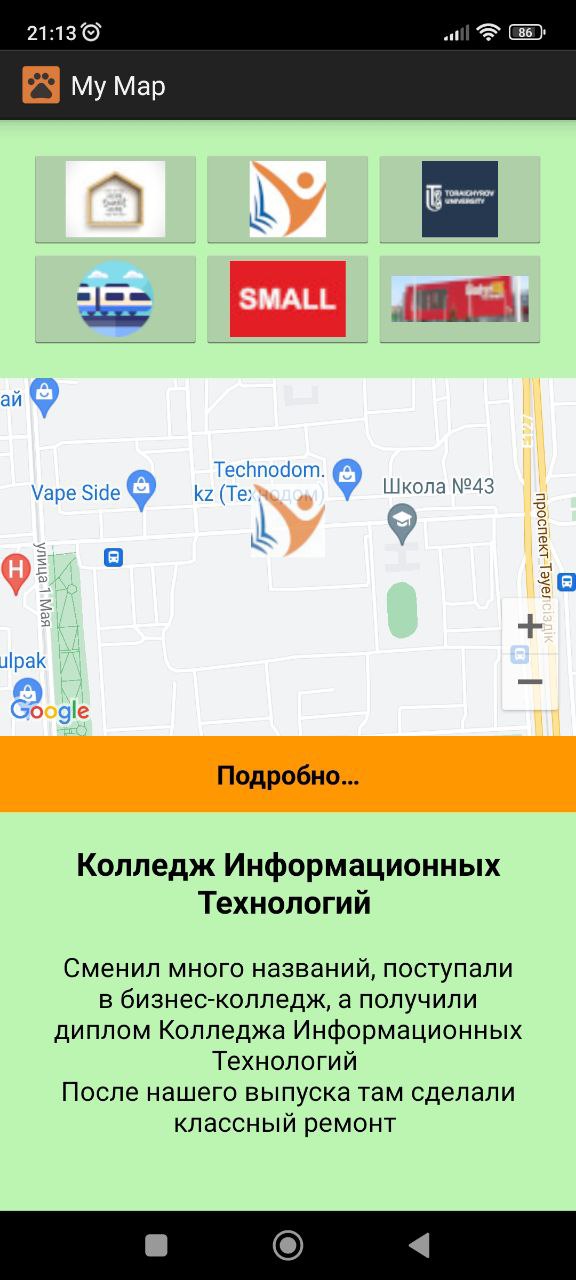 21:13
86
My Map
TORAIGHYROV
UNIVERSITY
SMALL
ай
Technodom.
kz (Технодом)
Vape Side
Школа №43
H
улица 1 Мая
проспект Тәуелсіздік
ulpak
+
−
Google
Подробно...
Колледж Информационных
Технологий
Сменил много названий, поступали
в бизнес-колледж, а получили
диплом Колледжа Информационных
Технологий
После нашего выпуска там сделали
классный ремонт